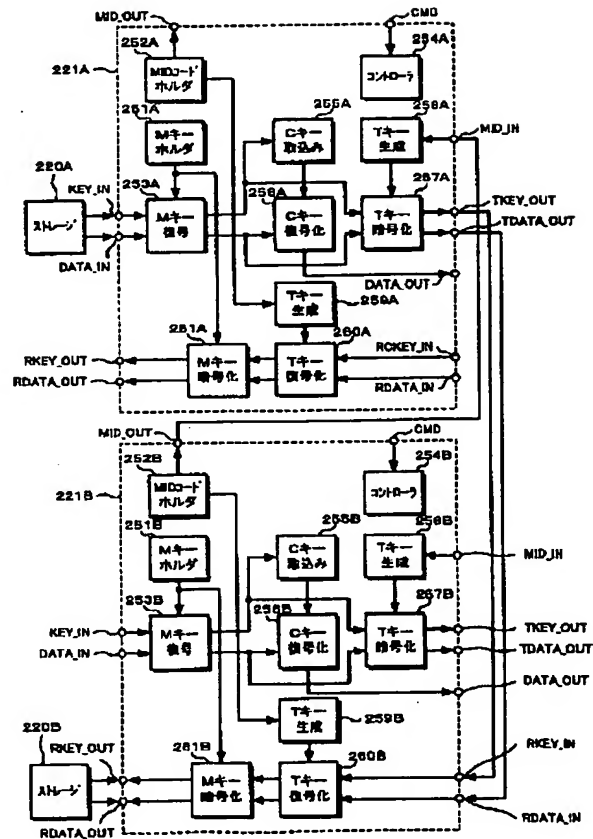 MID_OUT
CMD
252A
254A
221A
MIDコード
ホルダ
コントローラ
251A
255A
258A
Mキー
ホルダ
Cキー
取込み
Tキー
生成
MID_IN
220A
KEY_IN
253A
256A
257A
TKEY_OUT
TDATA_OUT
ストレージ
Mキー
復号
Cキー
復号化
Tキー
暗号化
DATA_IN
DATA_OUT
Tキー
生成
259A
261A
260A
RKEY_OUT
RDATA_OUT
Mキー
暗号化
Tキー
復号化
RCKEY_IN
RDATA_IN
MID_OUT
CMD
252B
254B
221B
MIDコード
ホルダ
コントローラ
251B
255B
258B
Mキー
ホルダ
Cキー
取込み
Tキー
生成
MID_IN
253B
256B
257B
KEY_IN
DATA_IN
Mキー
復号
Cキー
復号化
Tキー
暗号化
TKEY_OUT
TDATA_OUT
DATA_OUT
Tキー
生成
259B
220B
RKEY_OUT
261B
260B
RKEY_IN
ストレージ
Mキー
暗号化
Tキー
復号化
RDATA_OUT
RDATA_IN